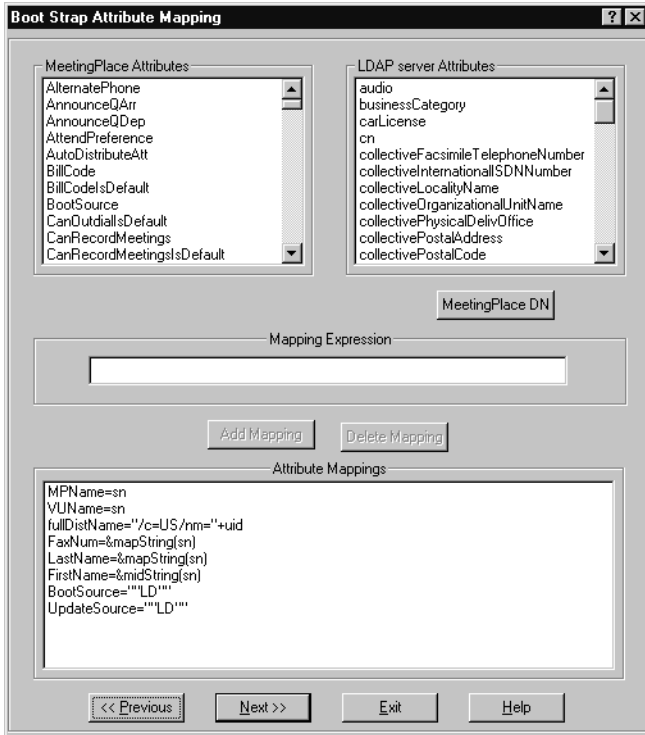 Boot Strap Attribute Mapping
MeetingPlace Attributes
AlternatePhone
AnnounceQArr
AnnounceQDep
AttendPreference
AutoDistributeAtt
BillCode
BillCodeIsDefault
BootSource
CanOutdialIsDefault
CanRecordMeetings
CanRecordMeetingsIsDefault
LDAP server Attributes
audio
businessCategory
carLicense
cn
collectiveFacsimileTelephoneNumber
collectiveInternationalISDNNumber
collectiveLocalityName
collectiveOrganizationalUnitName
collectivePhysicalDelivOffice
collectivePostalAddress
collectivePostalCode
MeetingPlace DN
Mapping Expression
Add Mapping
Delete Mapping
Attribute Mappings
MPName=sn
VUName=sn
fullDistName="/c=US/nm="+uid
FaxNum=&mapString(sn)
LastName=&mapString(sn)
FirstName=&midString(sn)
BootSource=""LD""
UpdateSource=""LD""
<< Previous
Next >>
Exit
Help